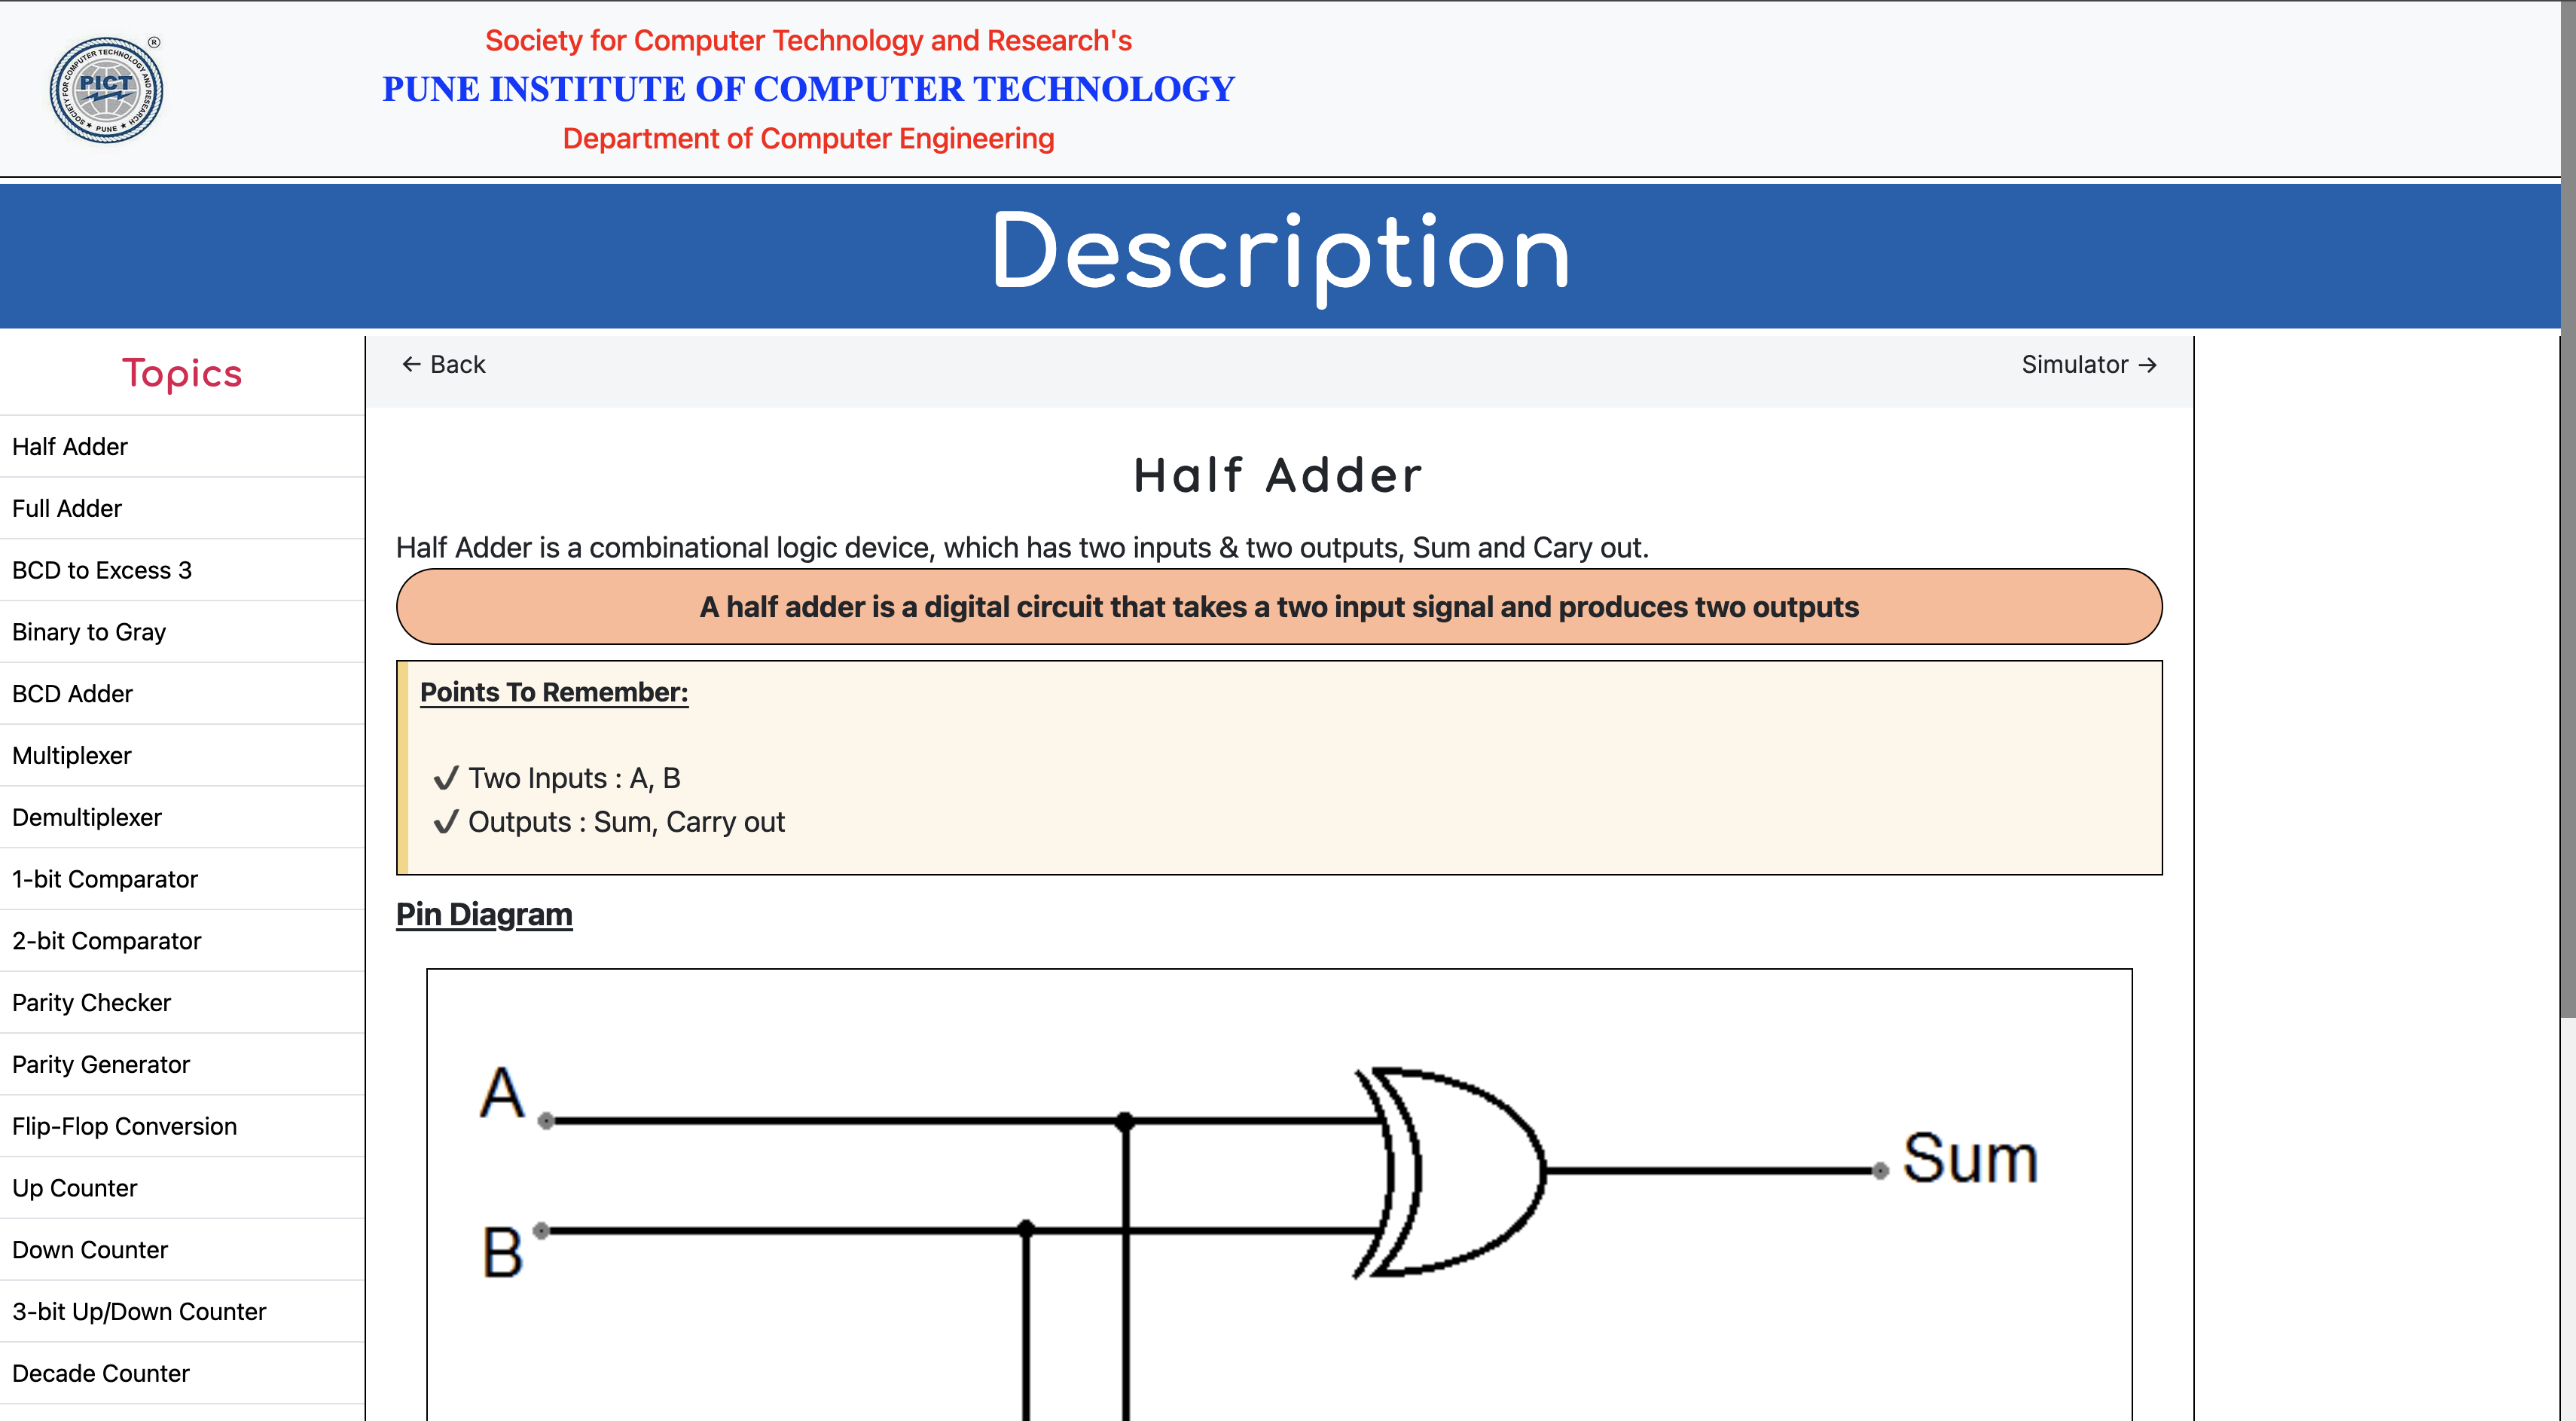 SOCIETY FOR COMPUTER TECHNOLOGY AND RESEARCH
PICT
★ PUNE ★
®
Society for Computer Technology and Research's
PUNE INSTITUTE OF COMPUTER TECHNOLOGY
Department of Computer Engineering
Description
Topics
Half Adder
Full Adder
BCD to Excess 3
Binary to Gray
BCD Adder
Multiplexer
Demultiplexer
1-bit Comparator
2-bit Comparator
Parity Checker
Parity Generator
Flip-Flop Conversion
Up Counter
Down Counter
3-bit Up/Down Counter
Decade Counter
← Back
Simulator →
Half Adder
Half Adder is a combinational logic device, which has two inputs & two outputs, Sum and Cary out.
A half adder is a digital circuit that takes a two input signal and produces two outputs
Points To Remember:
✓ Two Inputs : A, B
✓ Outputs : Sum, Carry out
Pin Diagram
A
B
Sum